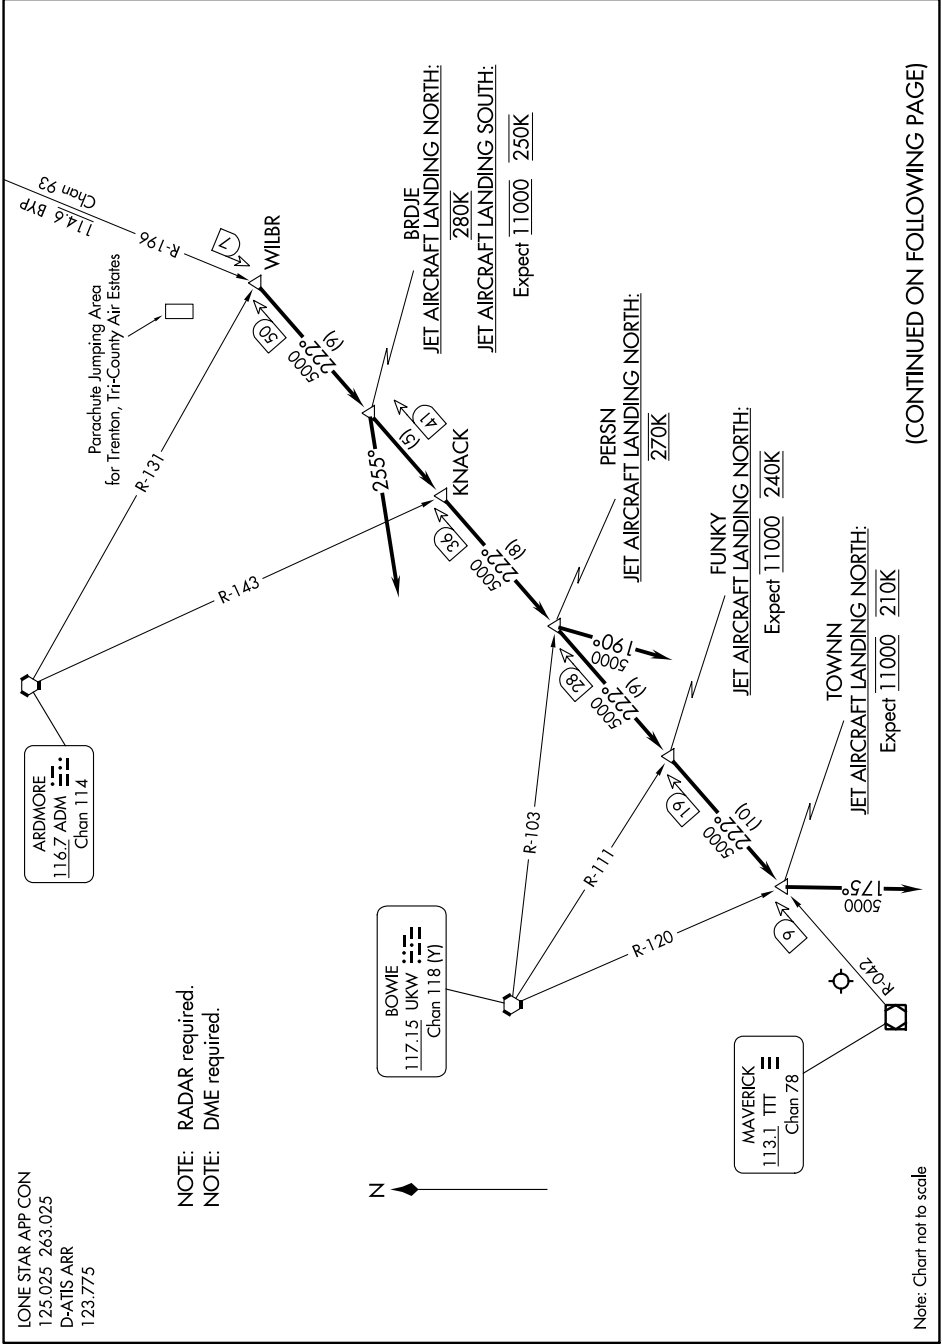 LONE STAR APP CON
125.025 263.025
D-ATIS ARR
123.775
NOTE: RADAR required.
NOTE: DME required.
N
ARDMORE
116.7 ADM
Chan 114
BOWIE
117.15 UKW
Chan 118 (Y)
MAVERICK
113.1 TTT
Chan 78
Parachute Jumping Area
for Trenton, Tri-County Air Estates
114.6 BYP
Chan 93
R-196
7
WILBR
R-131
50
5000
222°
(9)
BRDJE
JET AIRCRAFT LANDING NORTH:
280K
JET AIRCRAFT LANDING SOUTH:
Expect 11000 250K
255°
41
(5)
KNACK
R-143
36
5000
222°
(8)
PERSN
JET AIRCRAFT LANDING NORTH:
270K
R-103
28
5000
190°
5000
222°
(9)
FUNKY
JET AIRCRAFT LANDING NORTH:
Expect 11000 240K
R-111
19
5000
222°
(10)
TOWNN
JET AIRCRAFT LANDING NORTH:
Expect 11000 210K
R-120
9
5000
175°
R-042
Note: Chart not to scale
(CONTINUED ON FOLLOWING PAGE)